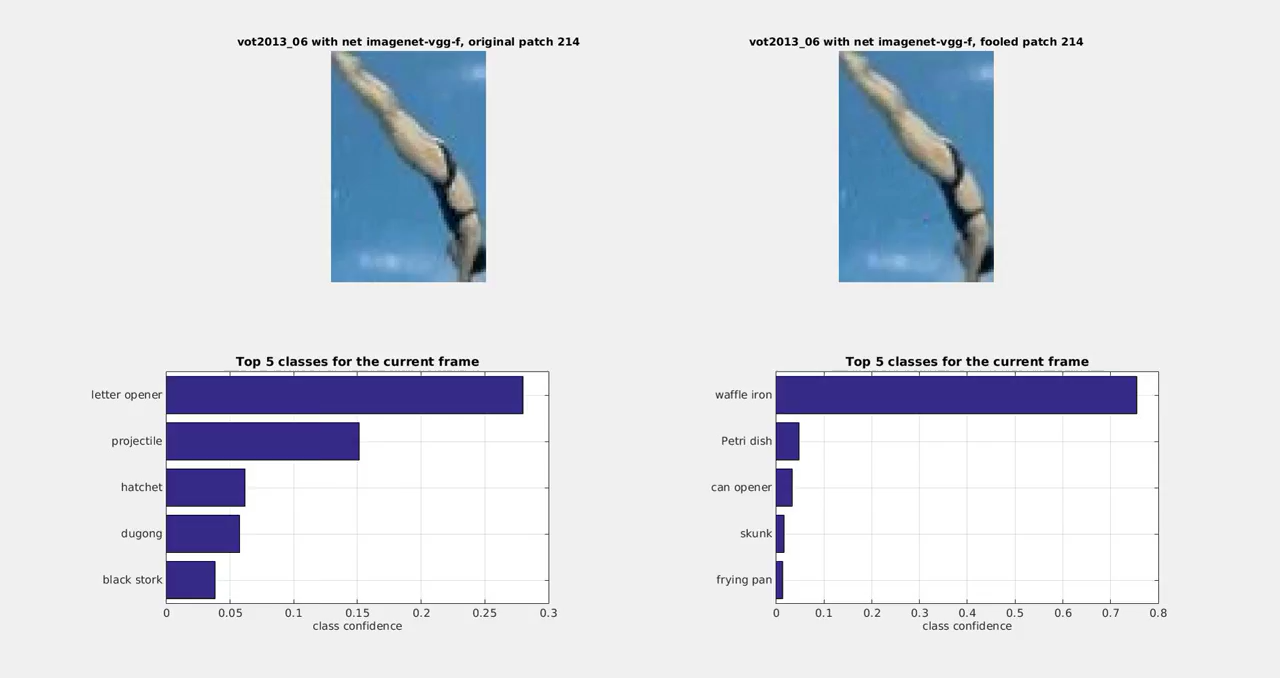 vot2013_06 with net imagenet-vgg-f, original patch 214
vot2013_06 with net imagenet-vgg-f, fooled patch 214
Top 5 classes for the current frame
letter opener
projectile
hatchet
dugong
black stork
0 0.05 0.1 0.15 0.2 0.25 0.3
class confidence
Top 5 classes for the current frame
waffle iron
Petri dish
can opener
skunk
frying pan
0 0.1 0.2 0.3 0.4 0.5 0.6 0.7 0.8
class confidence